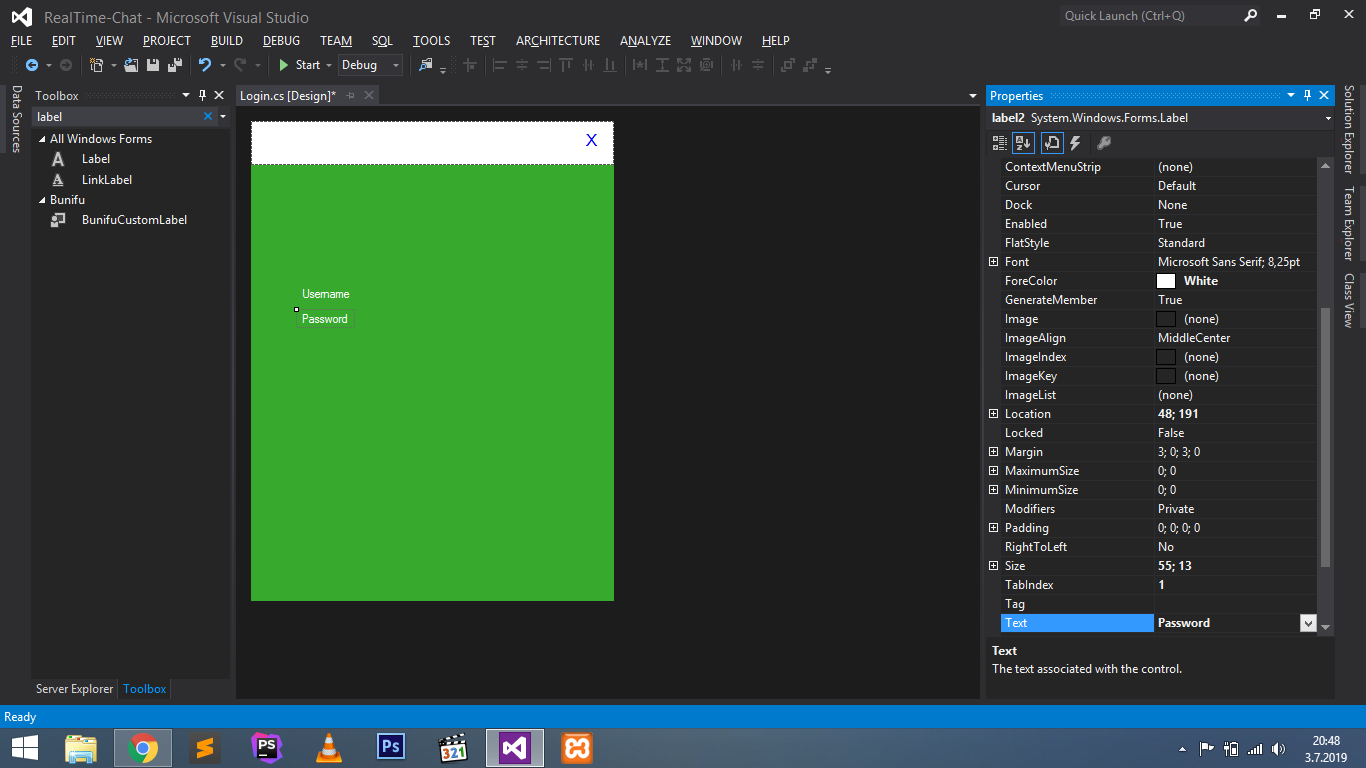 RealTime-Chat - Microsoft Visual Studio
Quick Launch (Ctrl+Q)
FILE EDIT VIEW PROJECT BUILD DEBUG TEAM SQL TOOLS TEST ARCHITECTURE ANALYZE WINDOW HELP
Start Debug
Data Sources
Toolbox
label
All Windows Forms
A Label
A LinkLabel
Bunifu
BunifuCustomLabel
Server Explorer Toolbox
Login.cs [Design]*
X
Username
Password
Properties
label2 System.Windows.Forms.Label
ContextMenuStrip (none)
Cursor Default
Dock None
Enabled True
FlatStyle Standard
Font Microsoft Sans Serif; 8,25pt
ForeColor White
GenerateMember True
Image (none)
ImageAlign MiddleCenter
ImageIndex (none)
ImageKey (none)
ImageList (none)
Location 48; 191
Locked False
Margin 3; 0; 3; 0
MaximumSize 0; 0
MinimumSize 0; 0
Modifiers Private
Padding 0; 0; 0; 0
RightToLeft No
Size 55; 13
TabIndex 1
Tag
Text Password
Text
The text associated with the control.
Solution Explorer
Team Explorer
Class View
Ready
PS
Ps
321
20:48
3.7.2019